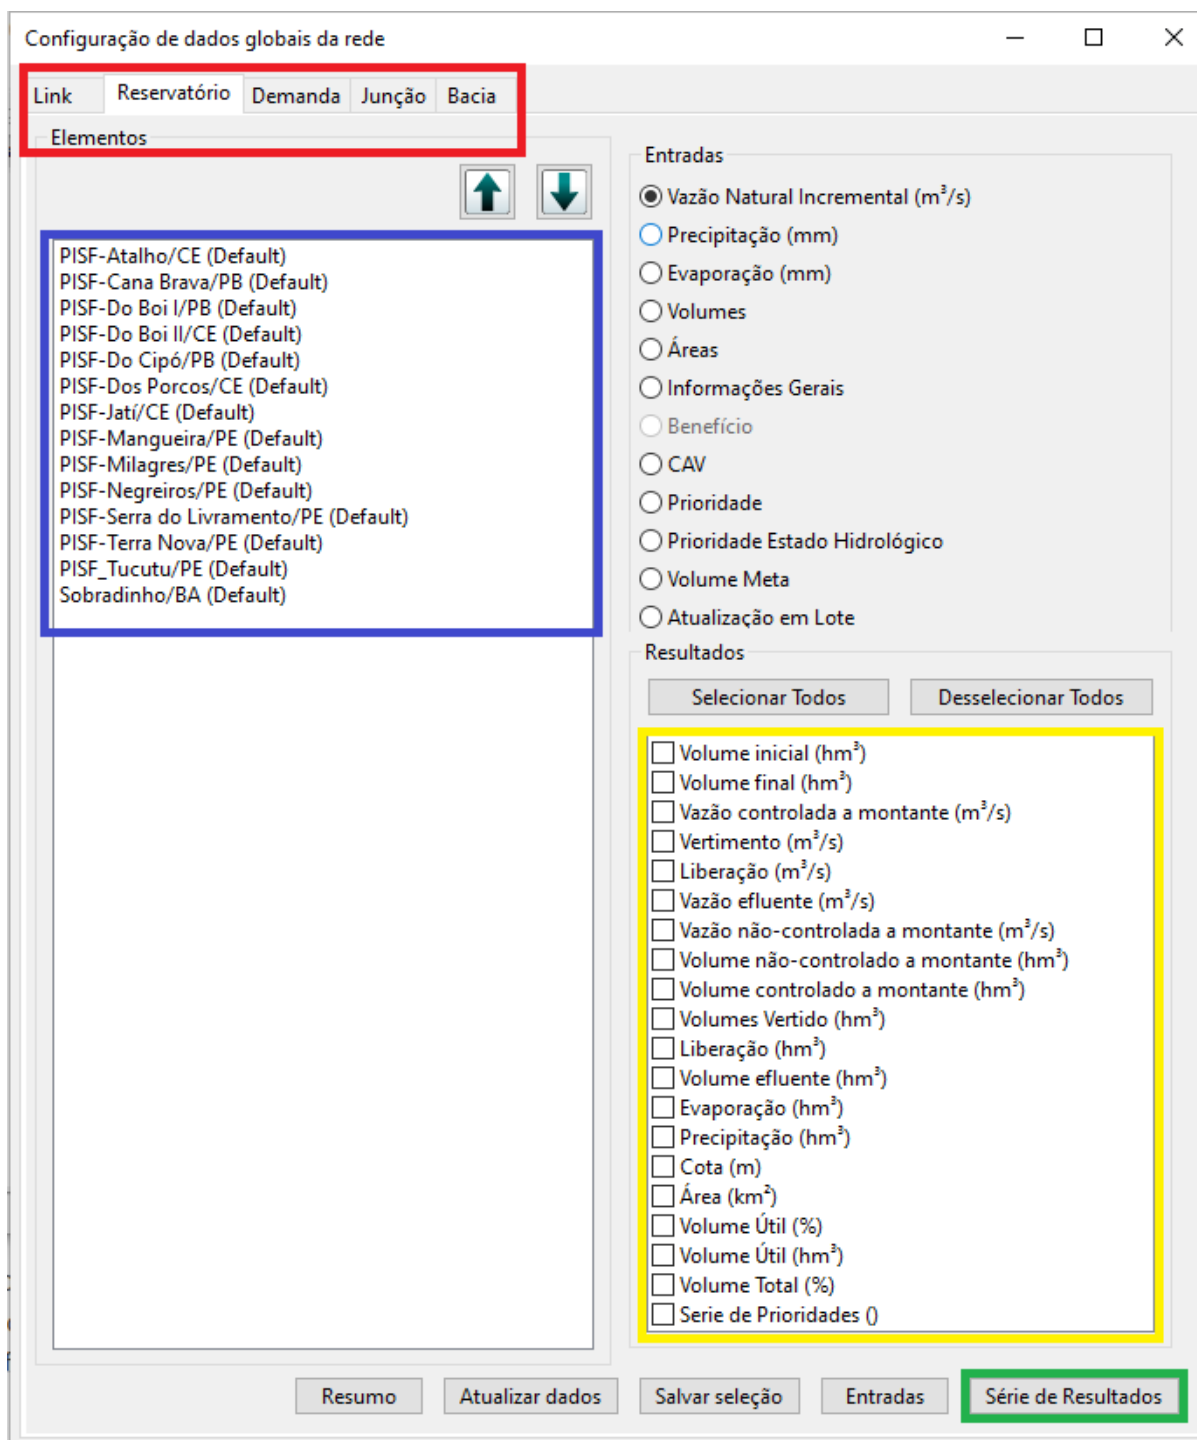 Configuração de dados globais da rede
Link Reservatório Demanda Junção Bacia
Elementos
PISF-Atalho/CE (Default)
PISF-Cana Brava/PB (Default)
PISF-Do Boi I/PB (Default)
PISF-Do Boi II/CE (Default)
PISF-Do Cipó/PB (Default)
PISF-Dos Porcos/CE (Default)
PISF-Jatí/CE (Default)
PISF-Mangueira/PE (Default)
PISF-Milagres/PE (Default)
PISF-Negreiros/PE (Default)
PISF-Serra do Livramento/PE (Default)
PISF-Terra Nova/PE (Default)
PISF_Tucutu/PE (Default)
Sobradinho/BA (Default)
Entradas
Vazão Natural Incremental (m³/s)
Precipitação (mm)
Evaporação (mm)
Volumes
Áreas
Informações Gerais
Benefício
CAV
Prioridade
Prioridade Estado Hidrológico
Volume Meta
Atualização em Lote
Resultados
Selecionar Todos Desselecionar Todos
Volume inicial (hm³)
Volume final (hm³)
Vazão controlada a montante (m³/s)
Vertimento (m³/s)
Liberação (m³/s)
Vazão efluente (m³/s)
Vazão não-controlada a montante (m³/s)
Volume não-controlado a montante (hm³)
Volume controlado a montante (hm³)
Volumes Vertido (hm³)
Liberação (hm³)
Volume efluente (hm³)
Evaporação (hm³)
Precipitação (hm³)
Cota (m)
Área (km²)
Volume Útil (%)
Volume Útil (hm³)
Volume Total (%)
Serie de Prioridades ()
Resumo Atualizar dados Salvar seleção Entradas Série de Resultados